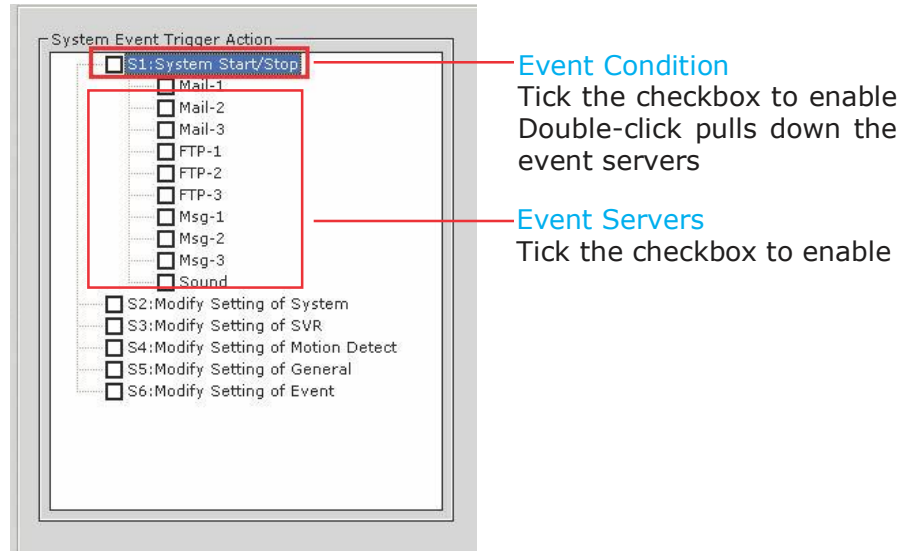 System Event Trigger Action
S1:System Start/Stop
Mail-1
Mail-2
Mail-3
FTP-1
FTP-2
FTP-3
Msg-1
Msg-2
Msg-3
Sound
S2:Modify Setting of System
S3:Modify Setting of SVR
S4:Modify Setting of Motion Detect
S5:Modify Setting of General
S6:Modify Setting of Event
Event Condition
Tick the checkbox to enable
Double-click pulls down the
event servers
Event Servers
Tick the checkbox to enable